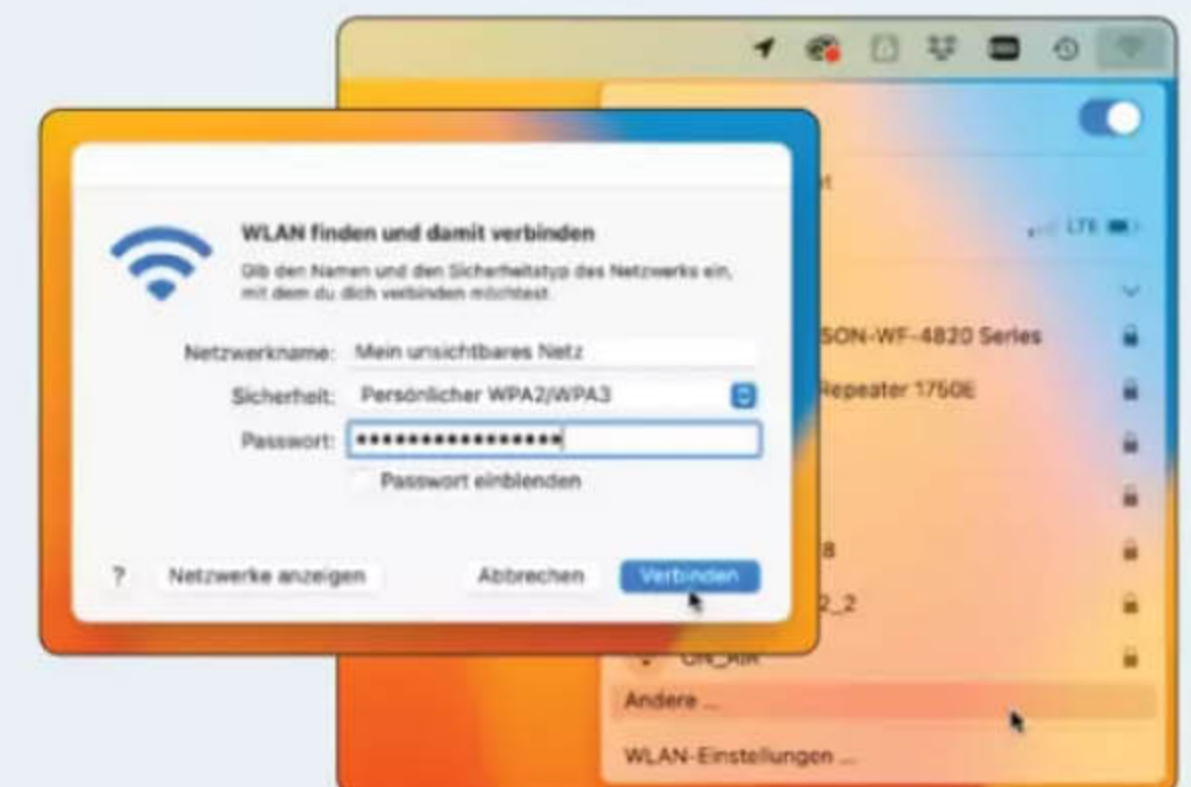 WLAN finden und damit verbinden
Gib den Namen und den Sicherheitstyp des Netzwerks ein,
mit dem du dich verbinden möchtest.
Netzwerkname: Mein unsichtbares Netz
Sicherheit: Persönlicher WPA2/WPA3
Passwort: ••••••••••••••••
Passwort einblenden
? Netzwerke anzeigen Abbrechen Verbinden
t
LTE
SON-WF-4820 Series
Repeater 1750E
8
2_2
ON_AIR
Andere ...
WLAN-Einstellungen ...